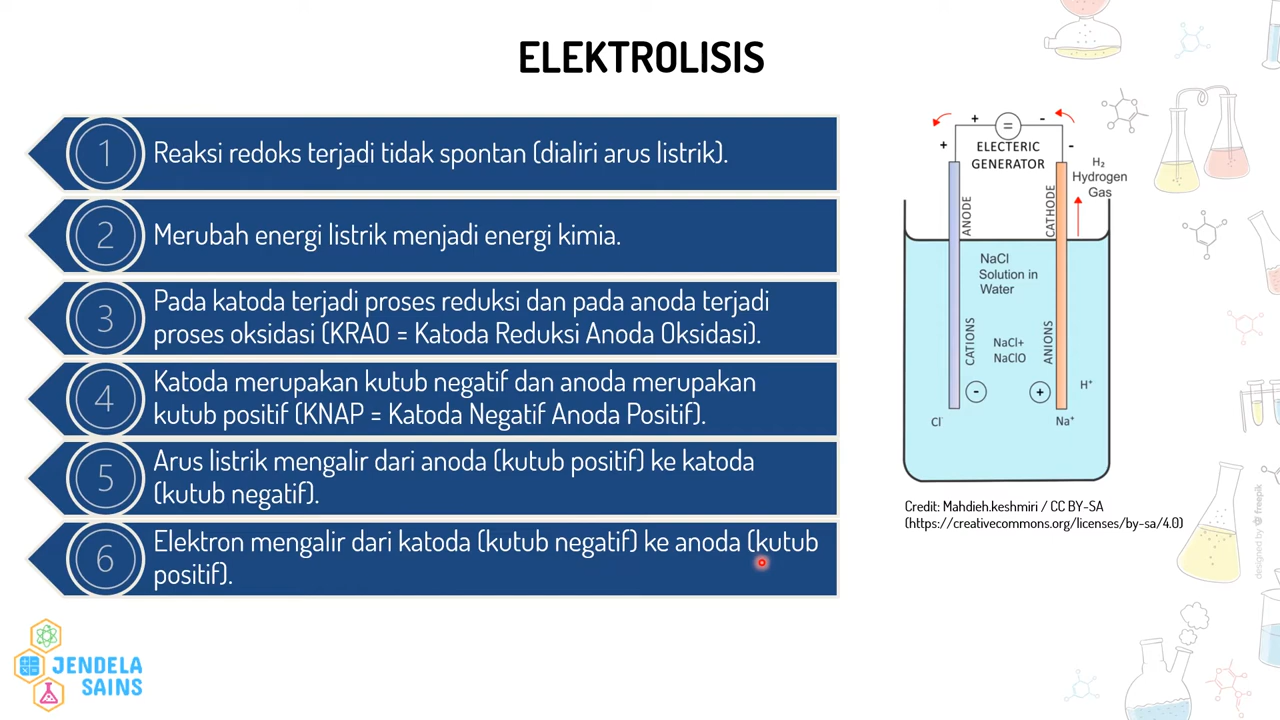 ELEKTROLISIS
1
Reaksi redoks terjadi tidak spontan (dialiri arus listrik).
2
Merubah energi listrik menjadi energi kimia.
3
Pada katoda terjadi proses reduksi dan pada anoda terjadi
proses oksidasi (KRAO = Katoda Reduksi Anoda Oksidasi).
4
Katoda merupakan kutub negatif dan anoda merupakan
kutub positif (KNAP = Katoda Negatif Anoda Positif).
5
Arus listrik mengalir dari anoda (kutub positif) ke katoda
(kutub negatif).
6
Elektron mengalir dari katoda (kutub negatif) ke anoda (kutub
positif).
+ = -
+ -
ELECTERIC
GENERATOR
H₂
Hydrogen
Gas
ANODE
CATHODE
NaCl
Solution in
Water
CATIONS
NaCl+
NaClO
ANIONS
- +
H⁺
Cl⁻
Na⁺
Credit: Mahdieh.keshmiri / CC BY-SA
(https://creativecommons.org/licenses/by-sa/4.0)
designed by freepik
JENDELA
SAINS